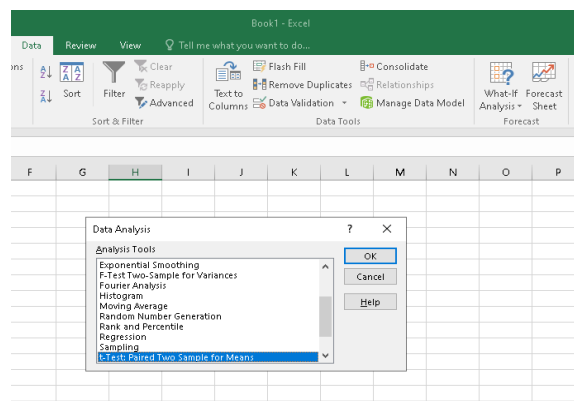 Book1 - Excel
Data Review View Tell me what you want to do...
ons
A Z
Z A
Z A A Z
Sort
Filter
Clear
Reapply
Advanced
Text to Columns
Flash Fill
Remove Duplicates
Data Validation
Consolidate
Relationships
Manage Data Model
What-If Analysis
Forecast Sheet
Sort & Filter Data Tools Forecast
F G H I J K L M N O P
Data Analysis ?
Analysis Tools
Exponential Smoothing
F-Test Two-Sample for Variances
Fourier Analysis
Histogram
Moving Average
Random Number Generation
Rank and Percentile
Regression
Sampling
t-Test: Paired Two Sample for Means
OK
Cancel
Help